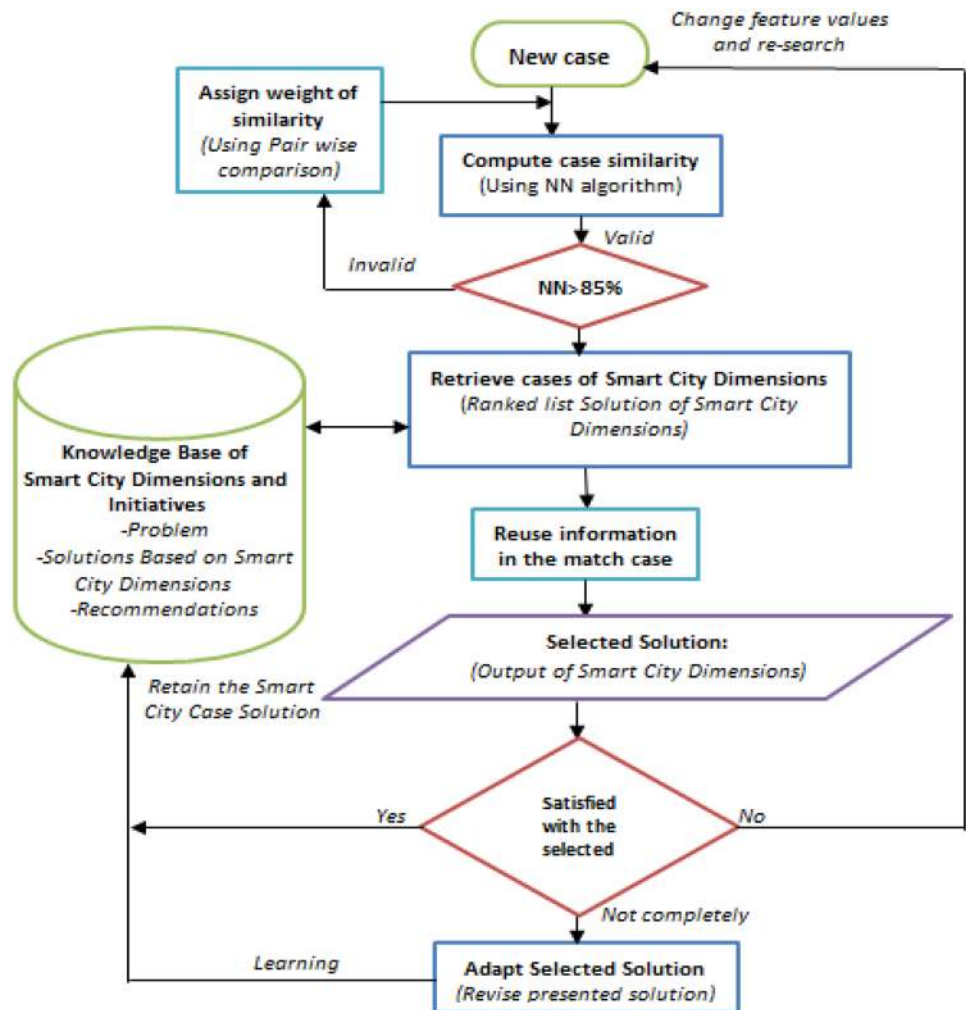 Change feature values
and re-search
New case
Assign weight of
similarity
(Using Pair wise
comparison)
Compute case similarity
(Using NN algorithm)
Valid
Invalid
NN>85%
Retrieve cases of Smart City Dimensions
(Ranked list Solution of Smart City
Dimensions)
Knowledge Base of
Smart City Dimensions and
Initiatives
-Problem
-Solutions Based on Smart
City Dimensions
-Recommendations
Reuse information
in the match case
Selected Solution:
(Output of Smart City Dimensions)
Retain the Smart
City Case Solution
Satisfied
with the
selected
Yes
No
Not completely
Learning
Adapt Selected Solution
(Revise presented solution)